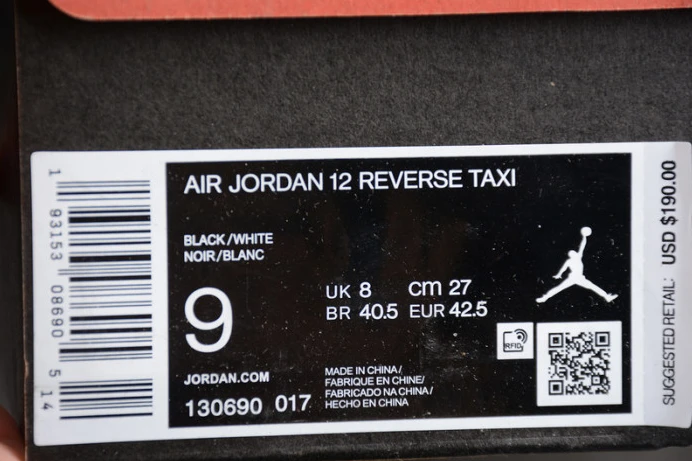 AIR JORDAN 12 REVERSE TAXI
BLACK/WHITE
NOIR/BLANC
9
UK 8 cm 27
BR 40.5 EUR 42.5
JORDAN.COM
130690 017
MADE IN CHINA/
FABRIQUE EN CHINE/
FABRICADO NA CHINA/
HECHO EN CHINA
RFID
1 93153 08690 5 14
SUGGESTED RETAIL: USD $190.00